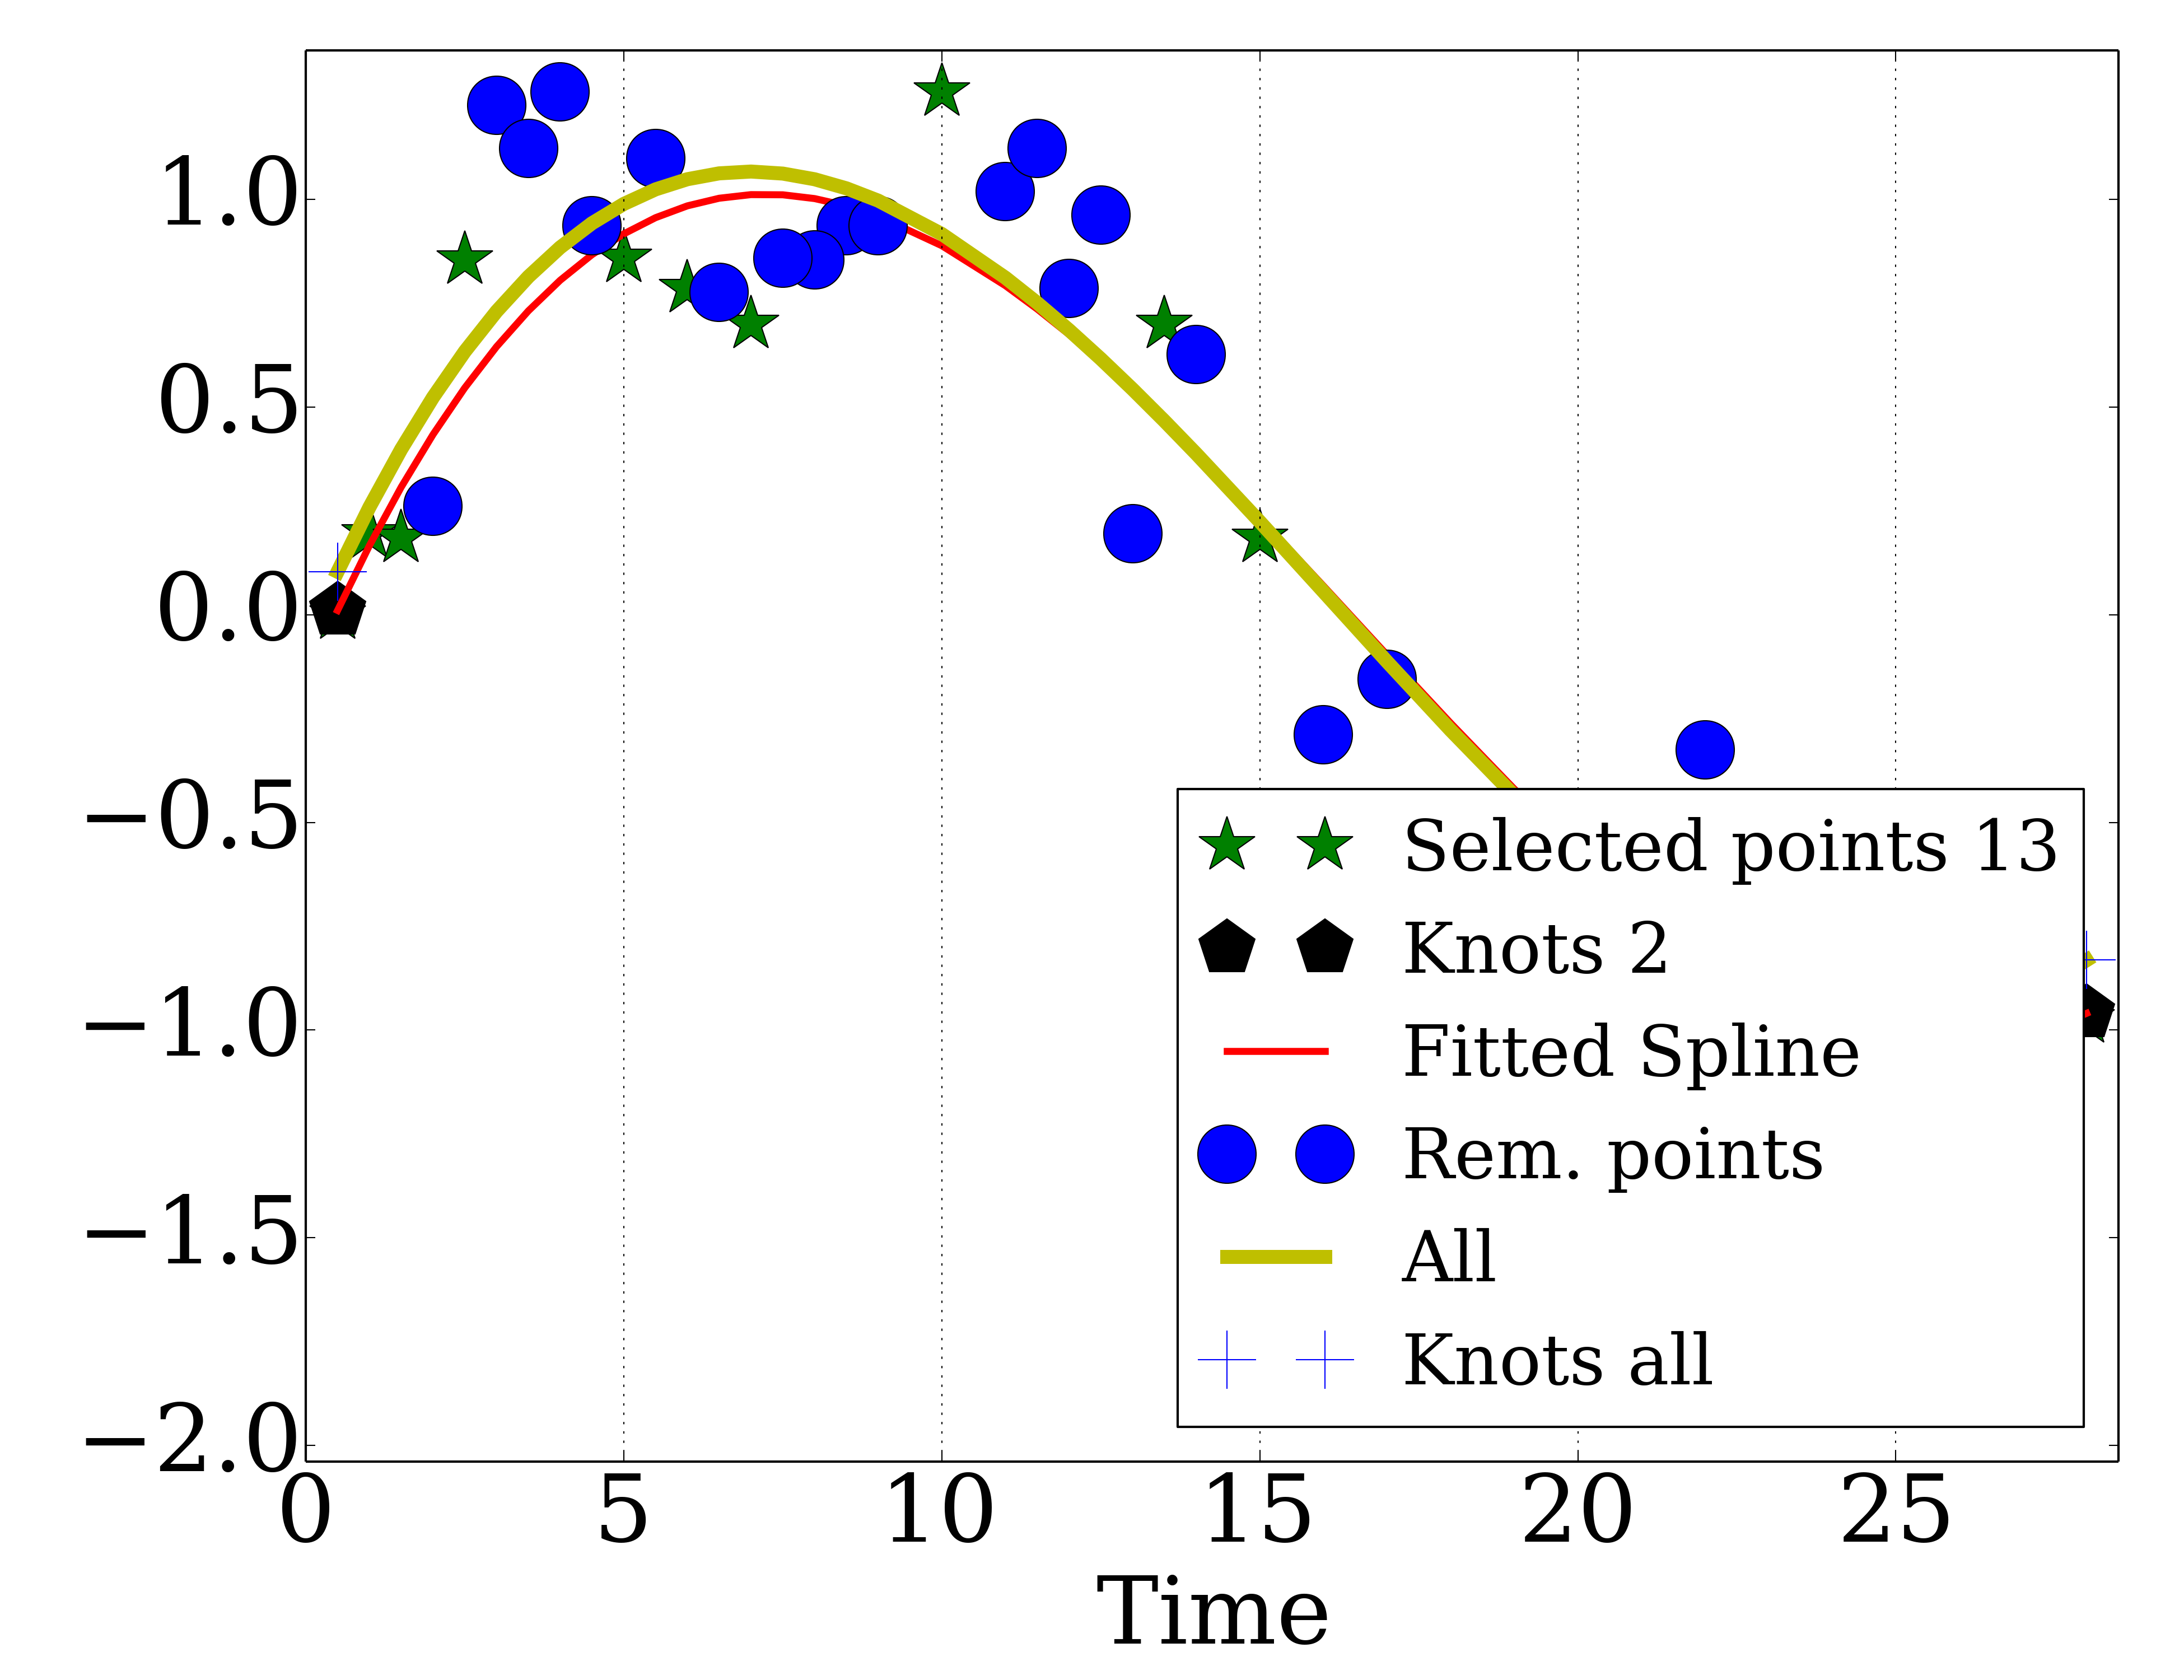 1.0
0.5
0.0
−0.5
−1.0
−1.5
−2.0
0 5 10 15 20 25
Time
Selected points 13
Knots 2
Fitted Spline
Rem. points
All
Knots all